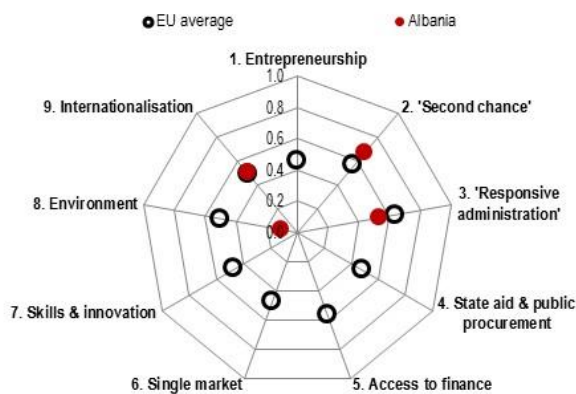 EU average
Albania
1. Entrepreneurship
1.0
9. Internationalisation
2. 'Second chance'
0.8
0.6
0.4
8. Environment
3. 'Responsive
administration'
0.2
0.0
7. Skills & innovation
4. State aid & public
procurement
6. Single market
5. Access to finance